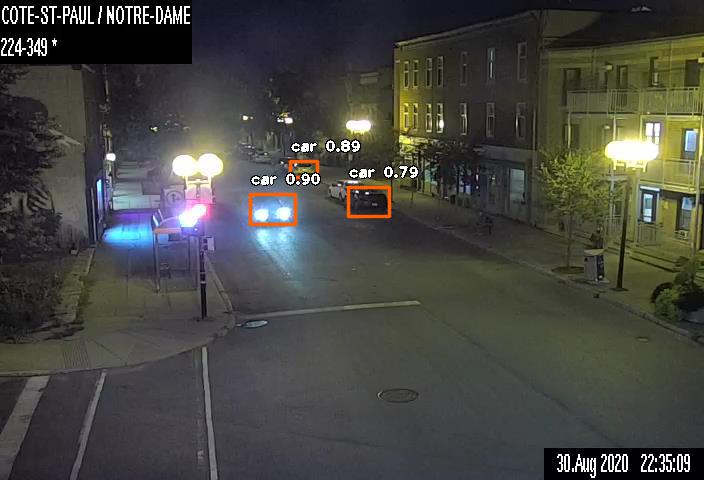 COTE-ST-PAUL / NOTRE-DAME
224-349 *
car 0.89
car 0.90
car 0.79
30.Aug 2020 22:35:09